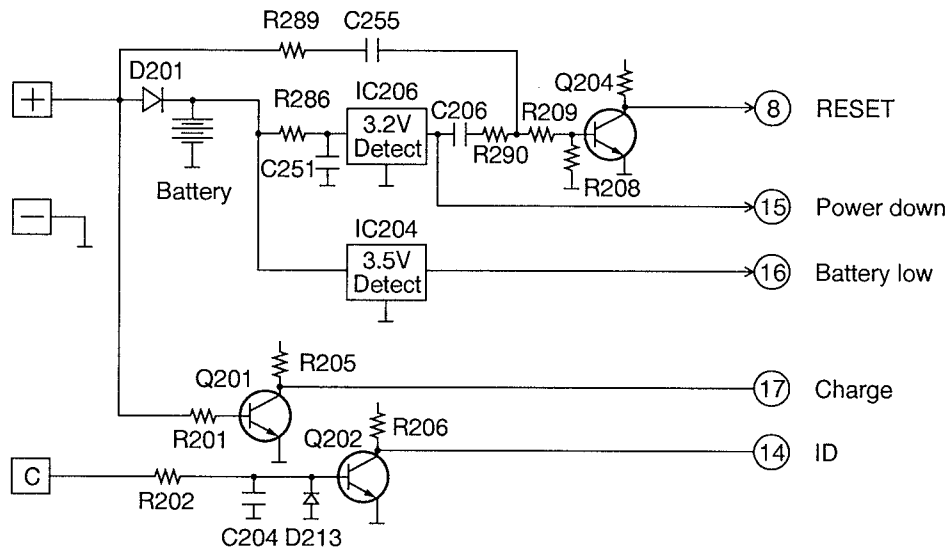 R289 C255
D201
+
R286
IC206
3.2V
Detect
C206
R209
Q204
8 RESET
C251
R290
R208
Battery
−
15 Power down
IC204
3.5V
Detect
16 Battery low
R205
Q201
17 Charge
R201
Q202
R206
14 ID
C
R202
C204 D213